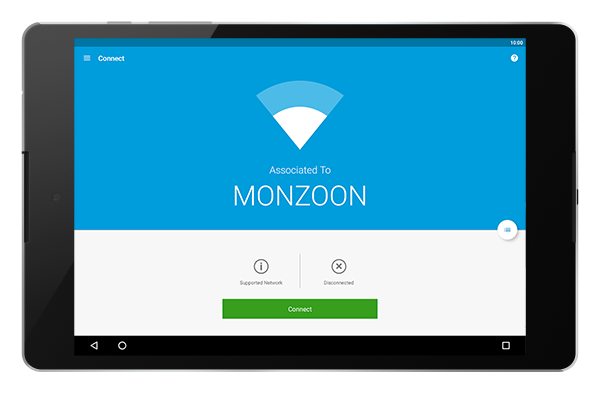 10:00
Connect
Associated To
MONZOON
Supported Network
Disconnected
Connect